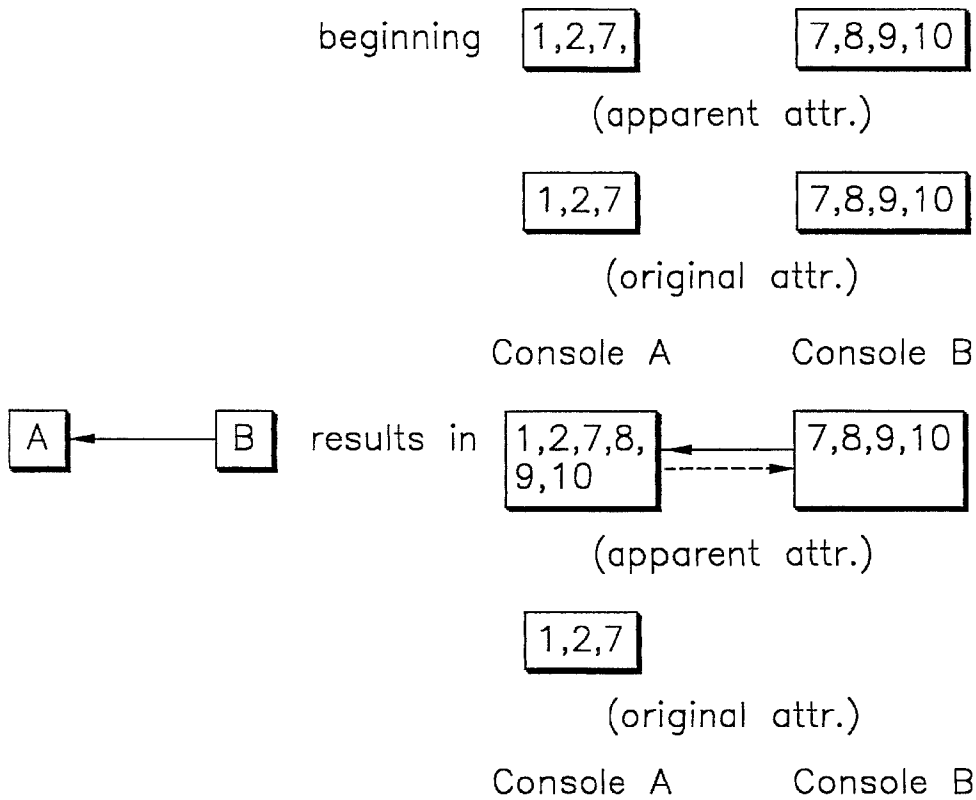 beginning 1,2,7, 7,8,9,10
(apparent attr.)
1,2,7 7,8,9,10
(original attr.)
Console A Console B
A B results in 1,2,7,8, 7,8,9,10
9,10
(apparent attr.)
1,2,7
(original attr.)
Console A Console B